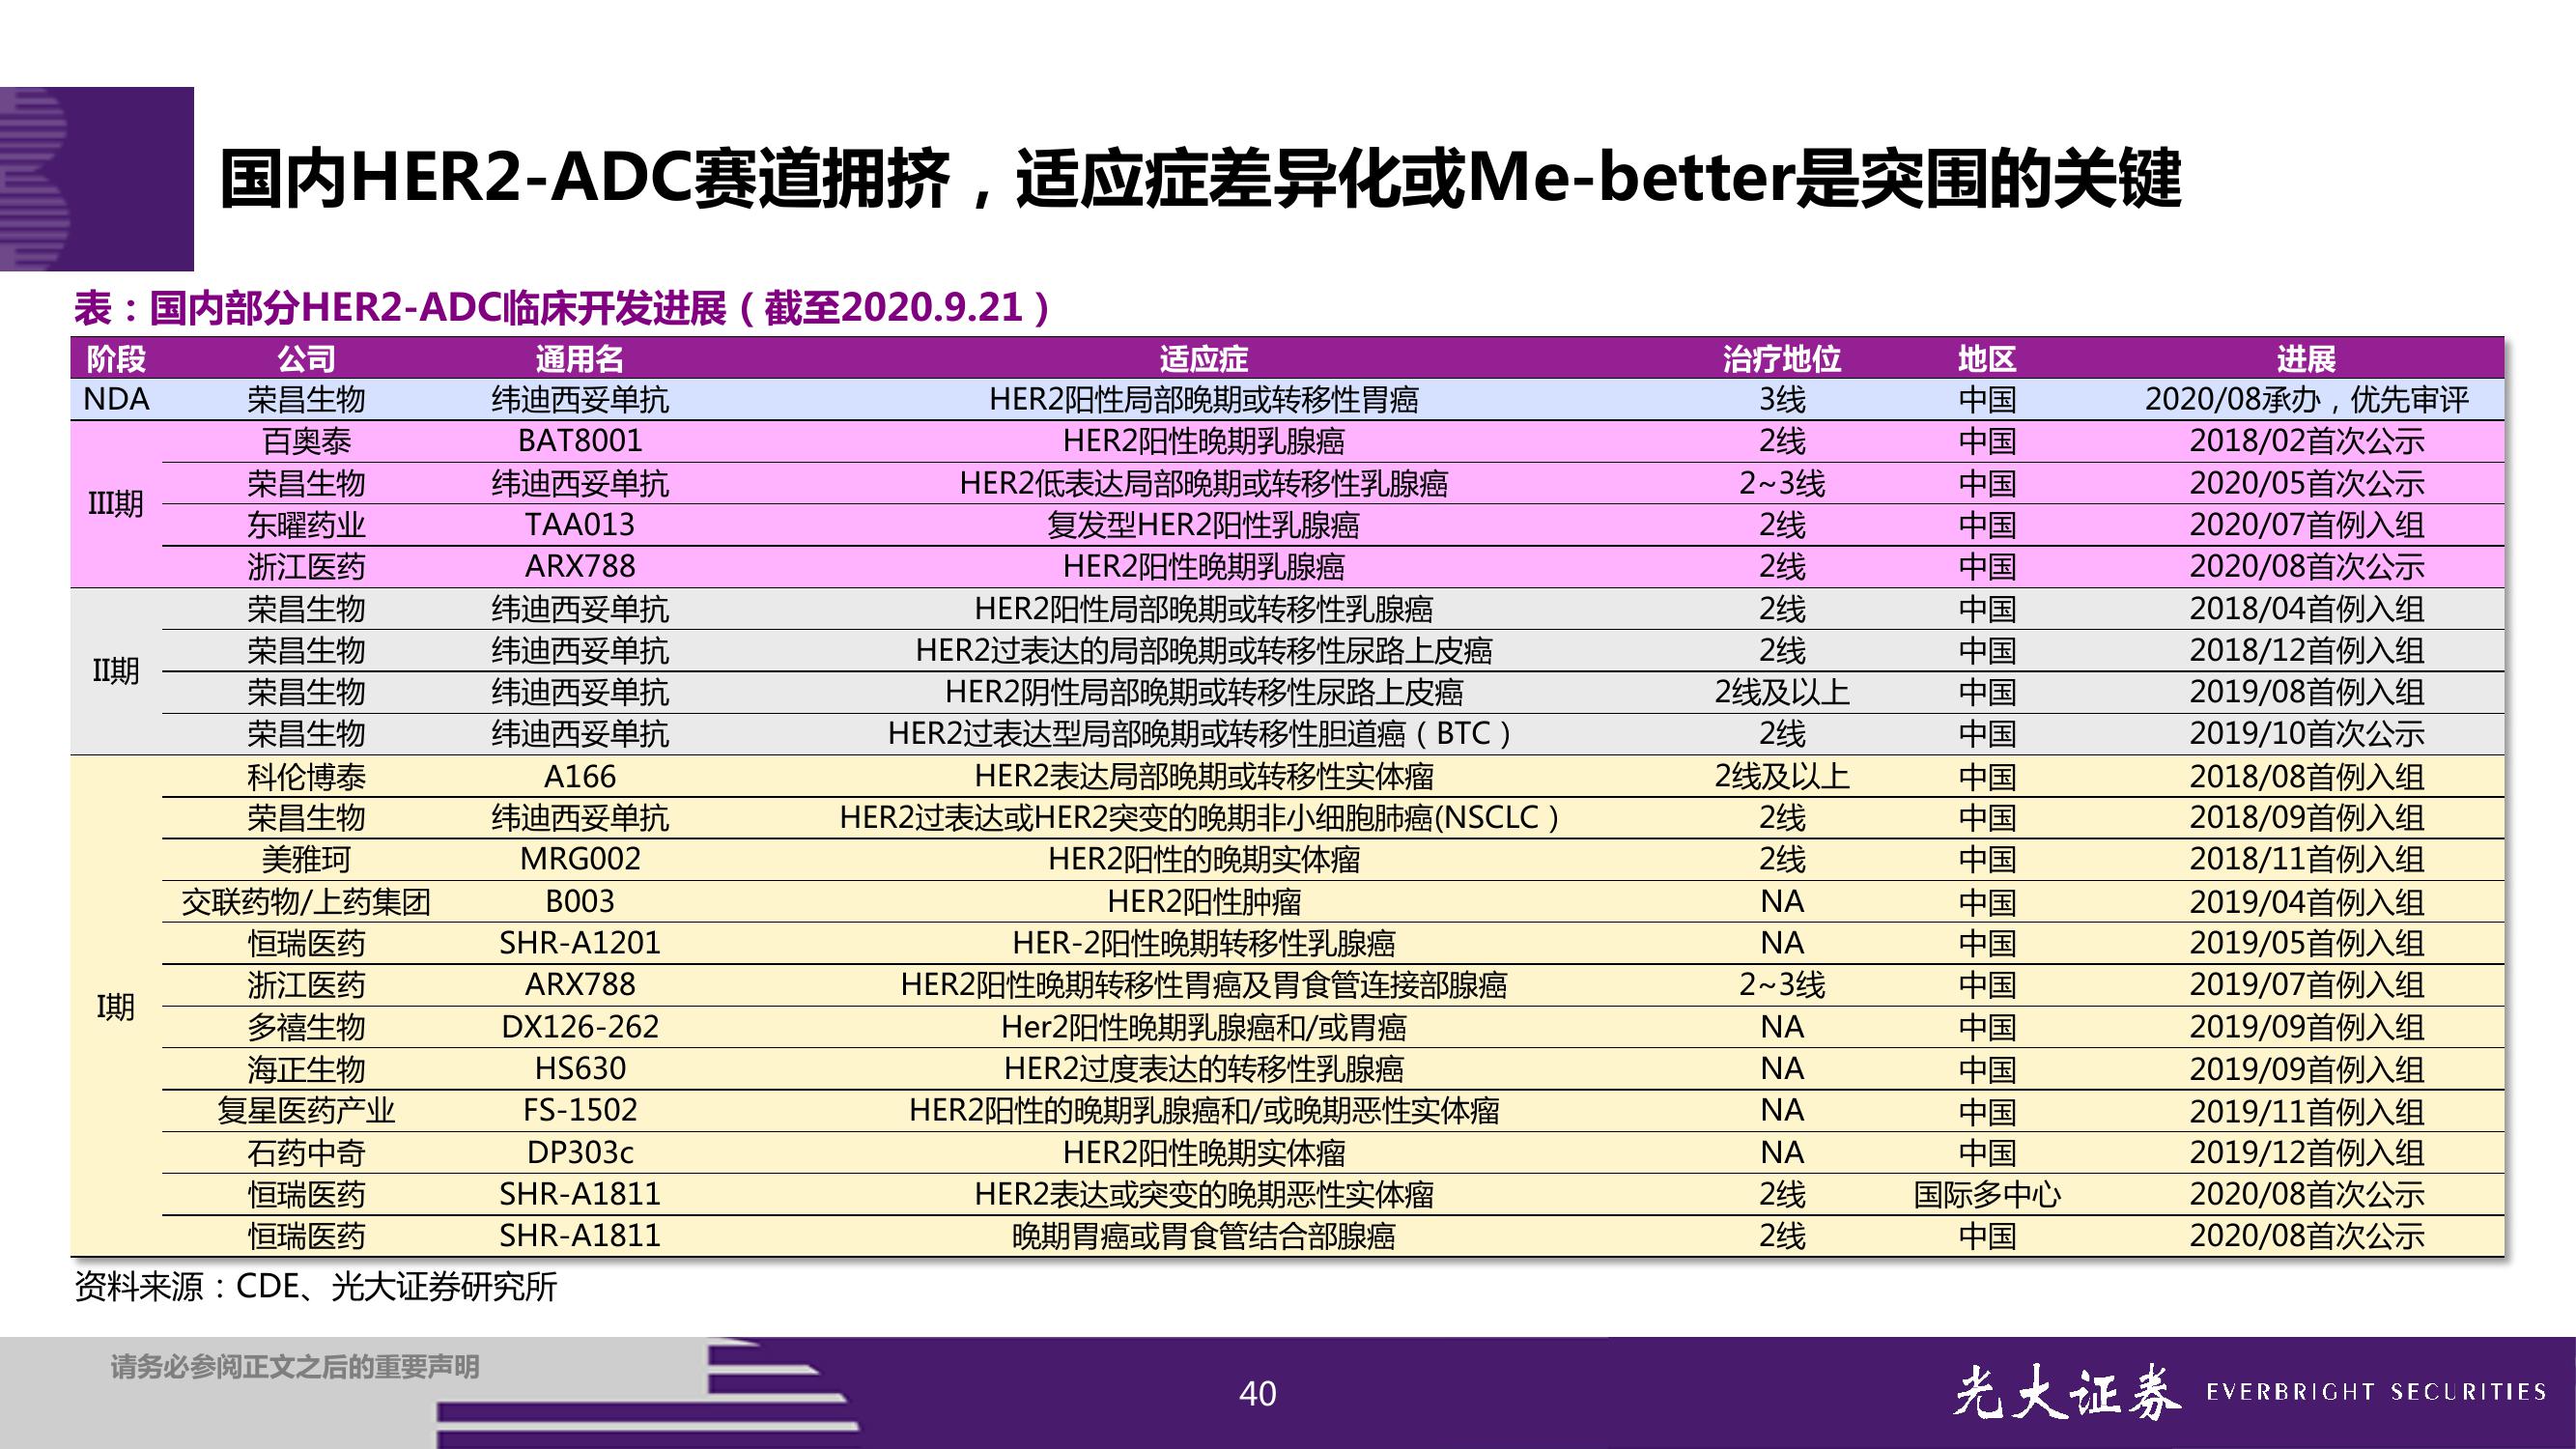 国内HER2-ADC赛道拥挤，适应症差异化或Me-better是突围的关键
表：国内部分HER2-ADC临床开发进展（截至2020.9.21）
阶段 公司 通用名 适应症 治疗地位 地区 进展
NDA 荣昌生物 纬迪西妥单抗 HER2阳性局部晚期或转移性胃癌 3线 中国 2020/08承办，优先审评
III期 百奥泰 BAT8001 HER2阳性晚期乳腺癌 2线 中国 2018/02首次公示
荣昌生物 纬迪西妥单抗 HER2低表达局部晚期或转移性乳腺癌 2~3线 中国 2020/05首次公示
东曜药业 TAA013 复发型HER2阳性乳腺癌 2线 中国 2020/07首例入组
浙江医药 ARX788 HER2阳性晚期乳腺癌 2线 中国 2020/08首次公示
II期 荣昌生物 纬迪西妥单抗 HER2阳性局部晚期或转移性乳腺癌 2线 中国 2018/04首例入组
荣昌生物 纬迪西妥单抗 HER2过表达的局部晚期或转移性尿路上皮癌 2线 中国 2018/12首例入组
荣昌生物 纬迪西妥单抗 HER2阴性局部晚期或转移性尿路上皮癌 2线及以上 中国 2019/08首例入组
荣昌生物 纬迪西妥单抗 HER2过表达型局部晚期或转移性胆道癌（BTC） 2线 中国 2019/10首次公示
I期 科伦博泰 A166 HER2表达局部晚期或转移性实体瘤 2线及以上 中国 2018/08首例入组
荣昌生物 纬迪西妥单抗 HER2过表达或HER2突变的晚期非小细胞肺癌(NSCLC） 2线 中国 2018/09首例入组
美雅珂 MRG002 HER2阳性的晚期实体瘤 2线 中国 2018/11首例入组
交联药物/上药集团 B003 HER2阳性肿瘤 NA 中国 2019/04首例入组
恒瑞医药 SHR-A1201 HER-2阳性晚期转移性乳腺癌 NA 中国 2019/05首例入组
浙江医药 ARX788 HER2阳性晚期转移性胃癌及胃食管连接部腺癌 2~3线 中国 2019/07首例入组
多禧生物 DX126-262 Her2阳性晚期乳腺癌和/或胃癌 NA 中国 2019/09首例入组
海正生物 HS630 HER2过度表达的转移性乳腺癌 NA 中国 2019/09首例入组
复星医药产业 FS-1502 HER2阳性的晚期乳腺癌和/或晚期恶性实体瘤 NA 中国 2019/11首例入组
石药中奇 DP303c HER2阳性晚期实体瘤 NA 中国 2019/12首例入组
恒瑞医药 SHR-A1811 HER2表达或突变的晚期恶性实体瘤 2线 国际多中心 2020/08首次公示
恒瑞医药 SHR-A1811 晚期胃癌或胃食管结合部腺癌 2线 中国 2020/08首次公示
资料来源：CDE、光大证券研究所
请务必参阅正文之后的重要声明
40
光大证券 EVERBRIGHT SECURITIES